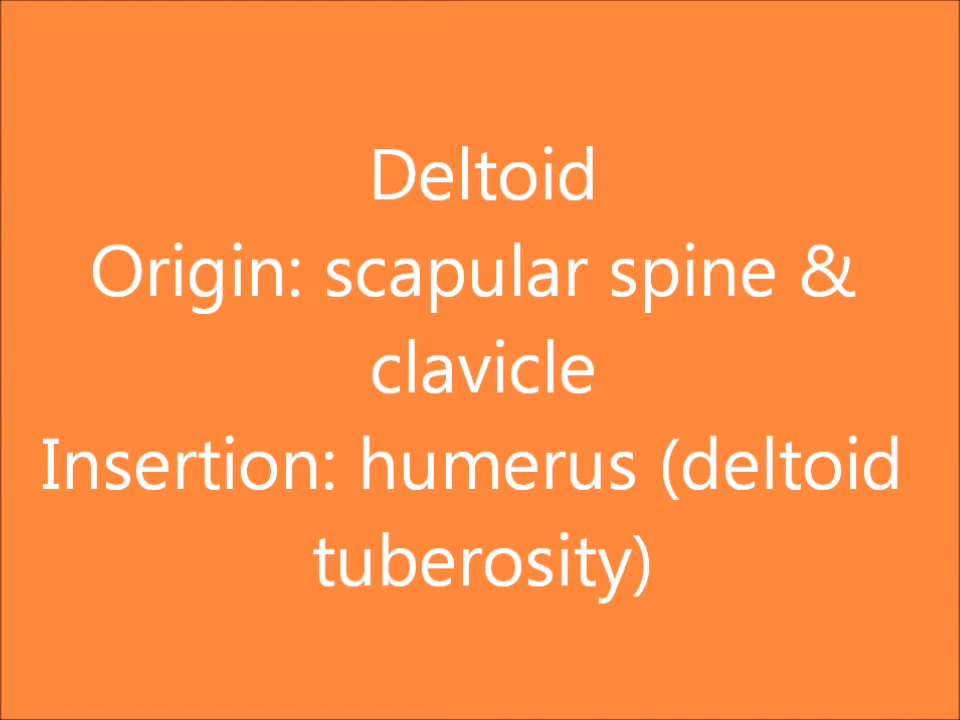 Deltoid
Origin: scapular spine &
clavicle
Insertion: humerus (deltoid
tuberosity)